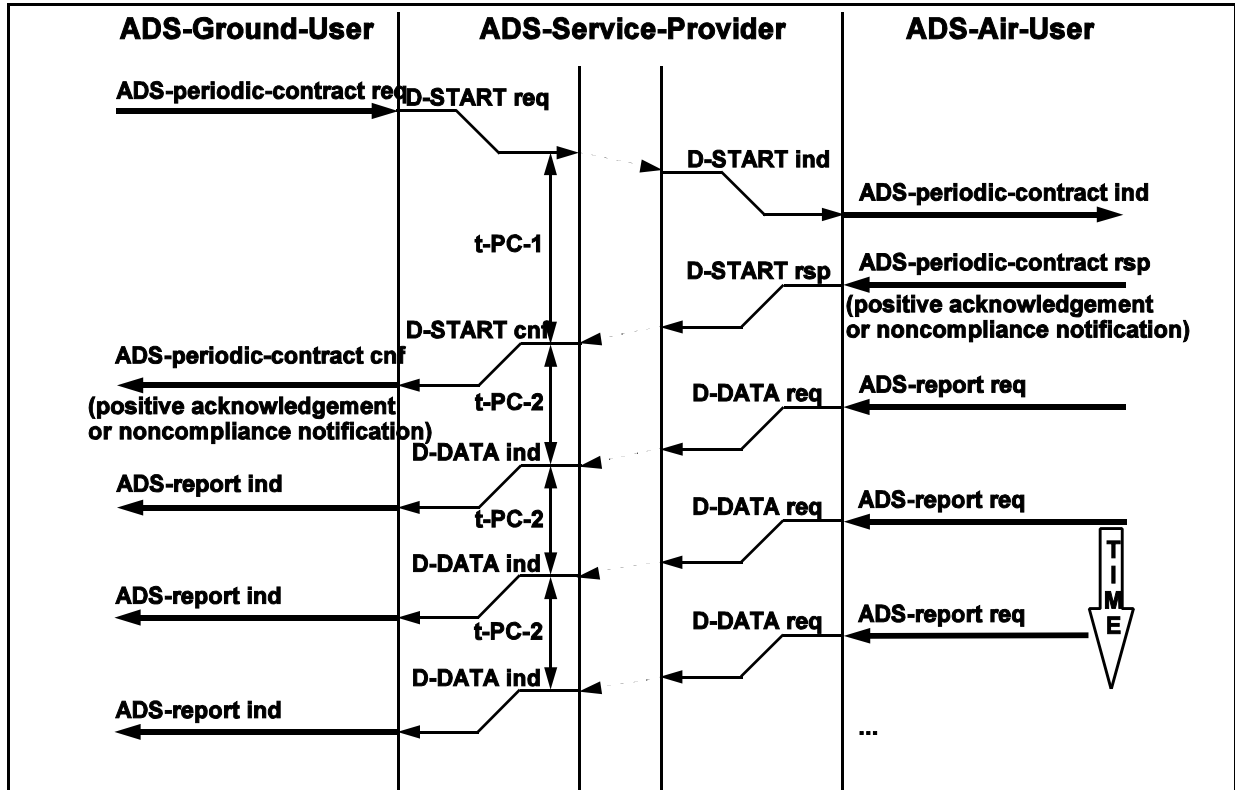 ADS-Ground-User
ADS-Service-Provider
ADS-Air-User
ADS-periodic-contract req
D-START req
D-START ind
ADS-periodic-contract ind
t-PC-1
D-START rsp
ADS-periodic-contract rsp
(positive acknowledgement
or noncompliance notification)
D-START cnf
ADS-periodic-contract cnf
(positive acknowledgement
or noncompliance notification)
t-PC-2
D-DATA req
ADS-report req
D-DATA ind
ADS-report ind
t-PC-2
D-DATA req
ADS-report req
TIME
D-DATA ind
ADS-report ind
t-PC-2
D-DATA req
ADS-report req
D-DATA ind
ADS-report ind
...